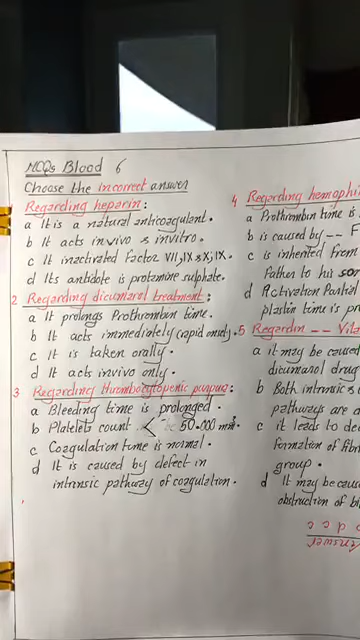 MCQs Blood 6
Choose the incorrect answer
Regarding heparin:
a It is a natural anticoagulant.
b It acts invivo & invitro.
c It inactivated Factor VII, IX & X, IX.
d Its antidote is protamine sulphate.
2 Regarding dicumarol treatment:
a It prolongs Prothrombin time.
b It acts immediately (rapid onset).
c It is taken orally.
d It acts invivo only.
3 Regarding thrombocytopenic purpura:
a Bleeding time is prolonged.
b Platelet count < 50.000 mm³.
c Coagulation time is normal.
d It is caused by defect in
intrinsic pathway of coagulation.
4 Regarding hemophi
a Prothrombin time is
b is caused by -- F
c is inherited from
Father to his son
d Activation Partial
plastin time is pr
5 Regardin -- Vita
a it may be caused
dicumarol drug
b Both intrinsic &
pathways are a
c it leads to de
formation of fib
group.
d It may be caus
obstruction of bi
Answer